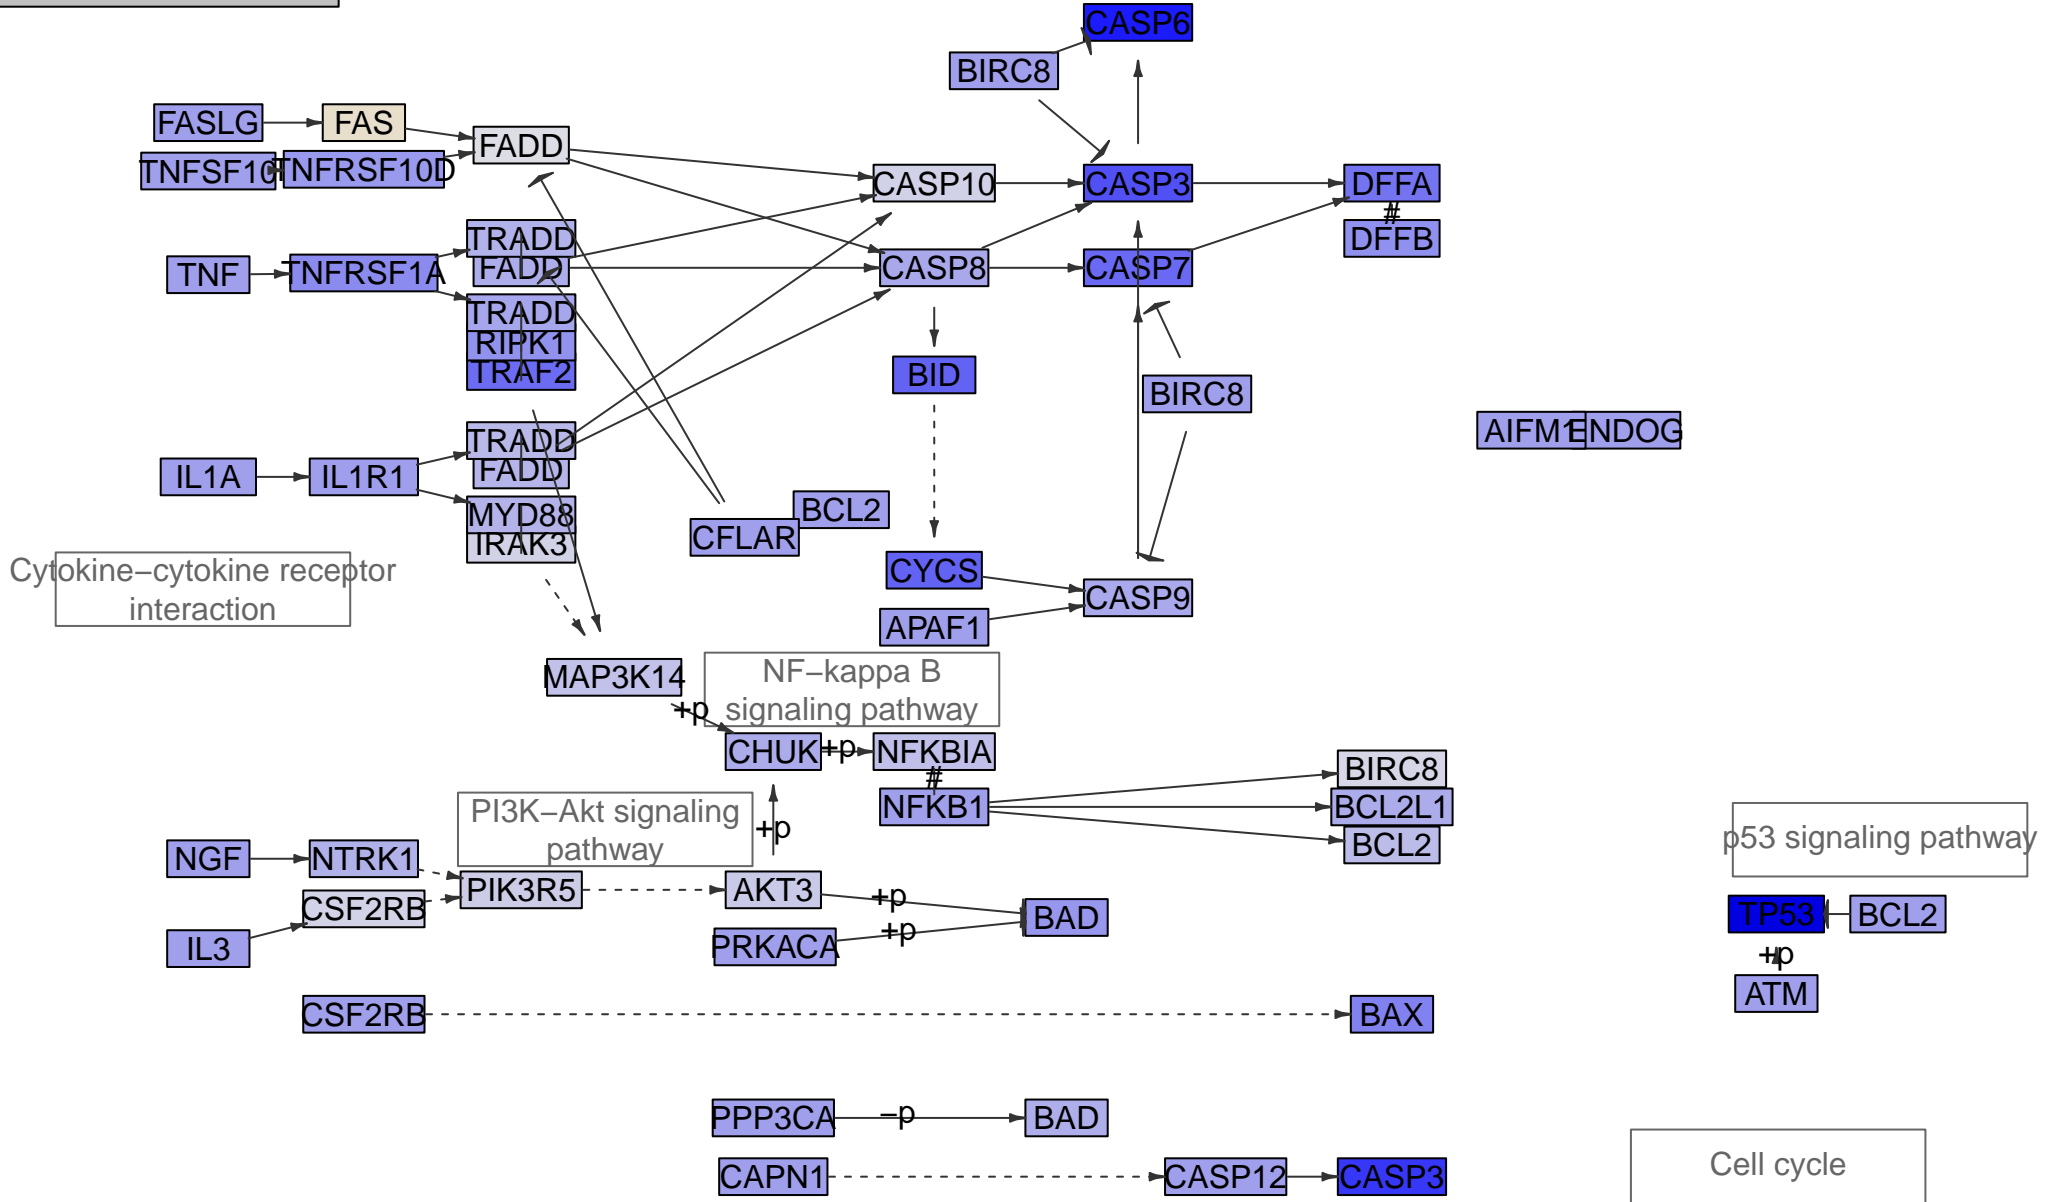 CASP6
BIRC8
FASLG
FAS
FADD
TNFSF10
TNFRSF10D
CASP10
CASP3
DFFA
#
DFFB
TRADD
FADD
TNF
TNFRSF1A
CASP8
CASP7
TRADD
RIPK1
TRAF2
BID
BIRC8
AIFM1
ENDOG
TRADD
FADD
IL1A
IL1R1
MYD88
IRAK3
BCL2
CFLAR
Cytokine–cytokine receptor
interaction
CYCS
CASP9
APAF1
MAP3K14
NF–kappa B
signaling pathway
+p
CHUK
+p
NFKBIA
#
NFKB1
BIRC8
BCL2L1
BCL2
PI3K–Akt signaling
pathway
+p
p53 signaling pathway
NGF
NTRK1
PIK3R5
AKT3
CSF2RB
+p
BAD
+p
PRKACA
IL3
TP53
BCL2
+p
ATM
CSF2RB
BAX
PPP3CA
–p
BAD
CAPN1
CASP12
CASP3
Cell cycle